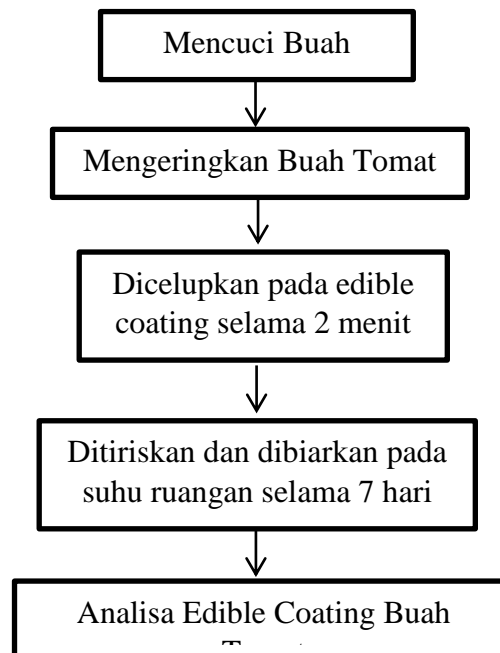 Mencuci Buah
Mengeringkan Buah Tomat
Dicelupkan pada edible
coating selama 2 menit
Ditiriskan dan dibiarkan pada
suhu ruangan selama 7 hari
Analisa Edible Coating Buah